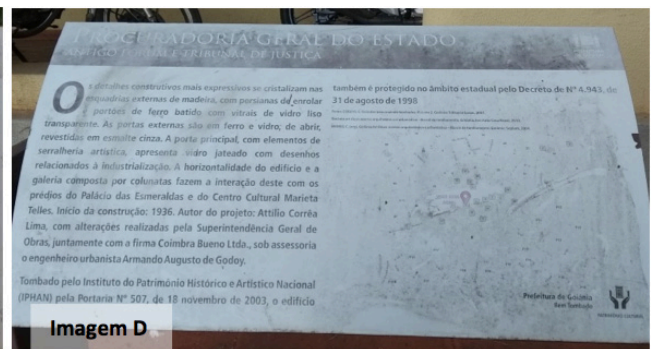 PROCURADORIA GERAL DO ESTADO
ANTIGO FORUM E TRIBUNAL DE JUSTIÇA
Os detalhes construtivos mais expressivos se cristalizam nas
esquadrias externas de madeira, com persianas de enrolar
e portões de ferro batido com vitrais de vidro liso
transparente. As portas externas são em ferro e vidro, de abrir,
revestidas em esmalte cinza. A porta principal, com elementos de
serralheria artística, apresenta vidro jateado com desenhos
relacionados à industrialização. A horizontalidade do edifício e a
galeria composta por colunatas fazem a interação deste com os
prédios do Palácio das Esmeraldas e do Centro Cultural Marieta
Telles. Início da construção: 1936. Autor do projeto: Attilio Corrêa
Lima, com alterações realizadas pela Superintendência Geral de
Obras, juntamente com a firma Coimbra Bueno Ltda., sob assessoria
o engenheiro urbanista Armando Augusto de Godoy.
Tombado pelo Instituto do Patrimônio Histórico e Artístico Nacional
(IPHAN) pela Portaria Nº 507, de 18 novembro de 2003, o edifício
também é protegido no âmbito estadual pelo Decreto de Nº 4.943, de
31 de agosto de 1998
Prefeitura de Goiânia
Bem Tombado
PATRIMÔNIO CULTURAL
Imagem D